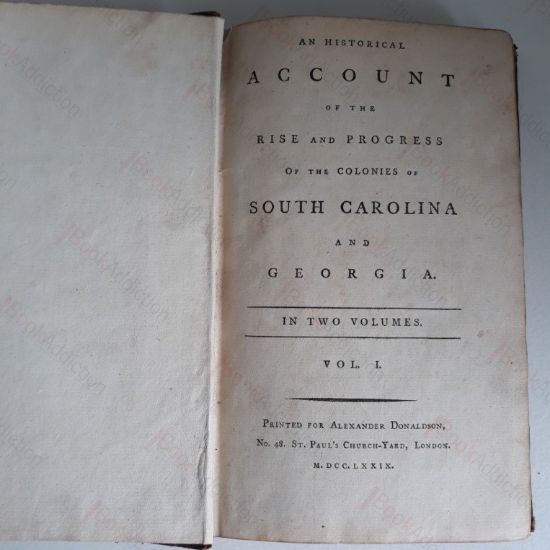 AN HISTORICAL
ACCOUNT
OF THE
RISE AND PROGRESS
OF THE COLONIES OF
SOUTH CAROLINA
AND
GEORGIA.
IN TWO VOLUMES.
VOL. I.
PRINTED FOR ALEXANDER DONALDSON,
No. 48. ST. PAUL'S CHURCH-YARD, LONDON.
M.DCC.LXXIX.
BookAddiction